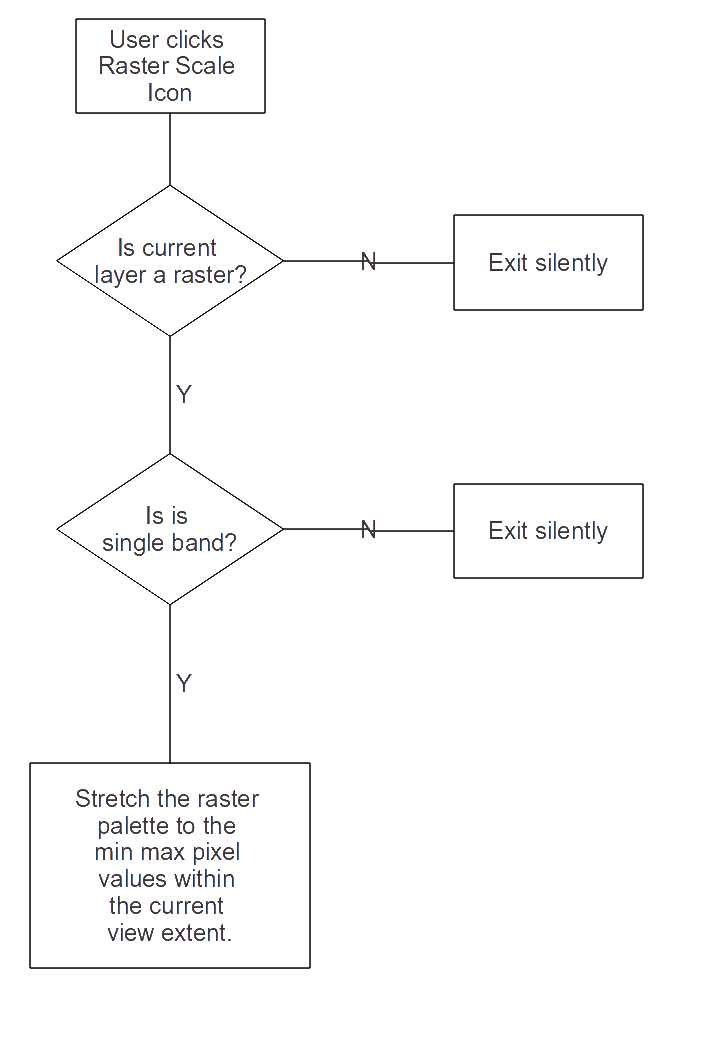 User clicks
Raster Scale
Icon
Is current
layer a raster?
N
Exit silently
Y
Is is
single band?
N
Exit silently
Y
Stretch the raster
palette to the
min max pixel
values within
the current
view extent.